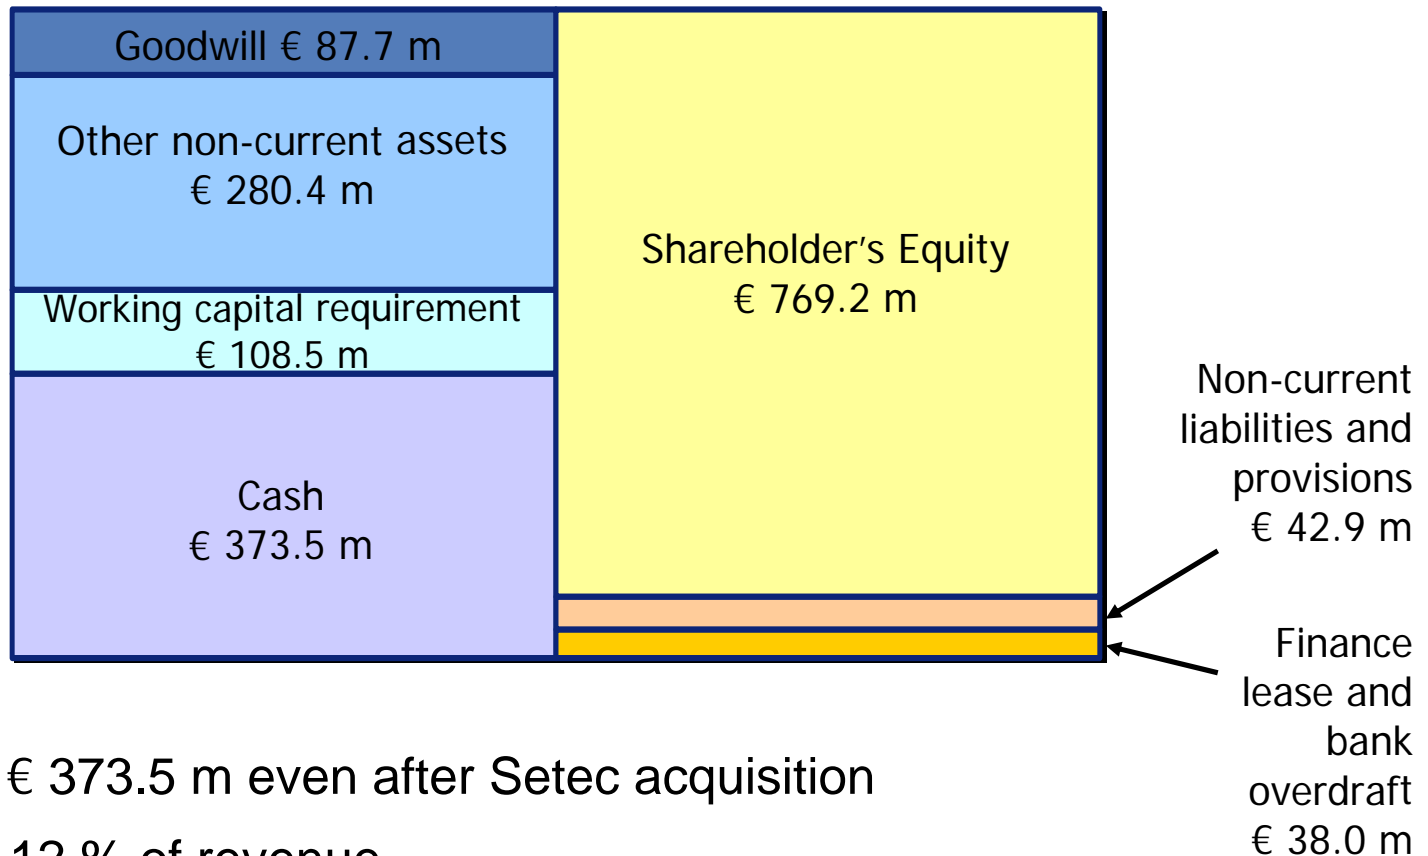 Goodwill € 87.7 m
Other non-current assets
€ 280.4 m
Working capital requirement
€ 108.5 m
Cash
€ 373.5 m
Shareholder's Equity
€ 769.2 m
Non-current
liabilities and
provisions
€ 42.9 m
Finance
lease and
bank
overdraft
€ 38.0 m
€ 373.5 m even after Setec acquisition
% of revenue